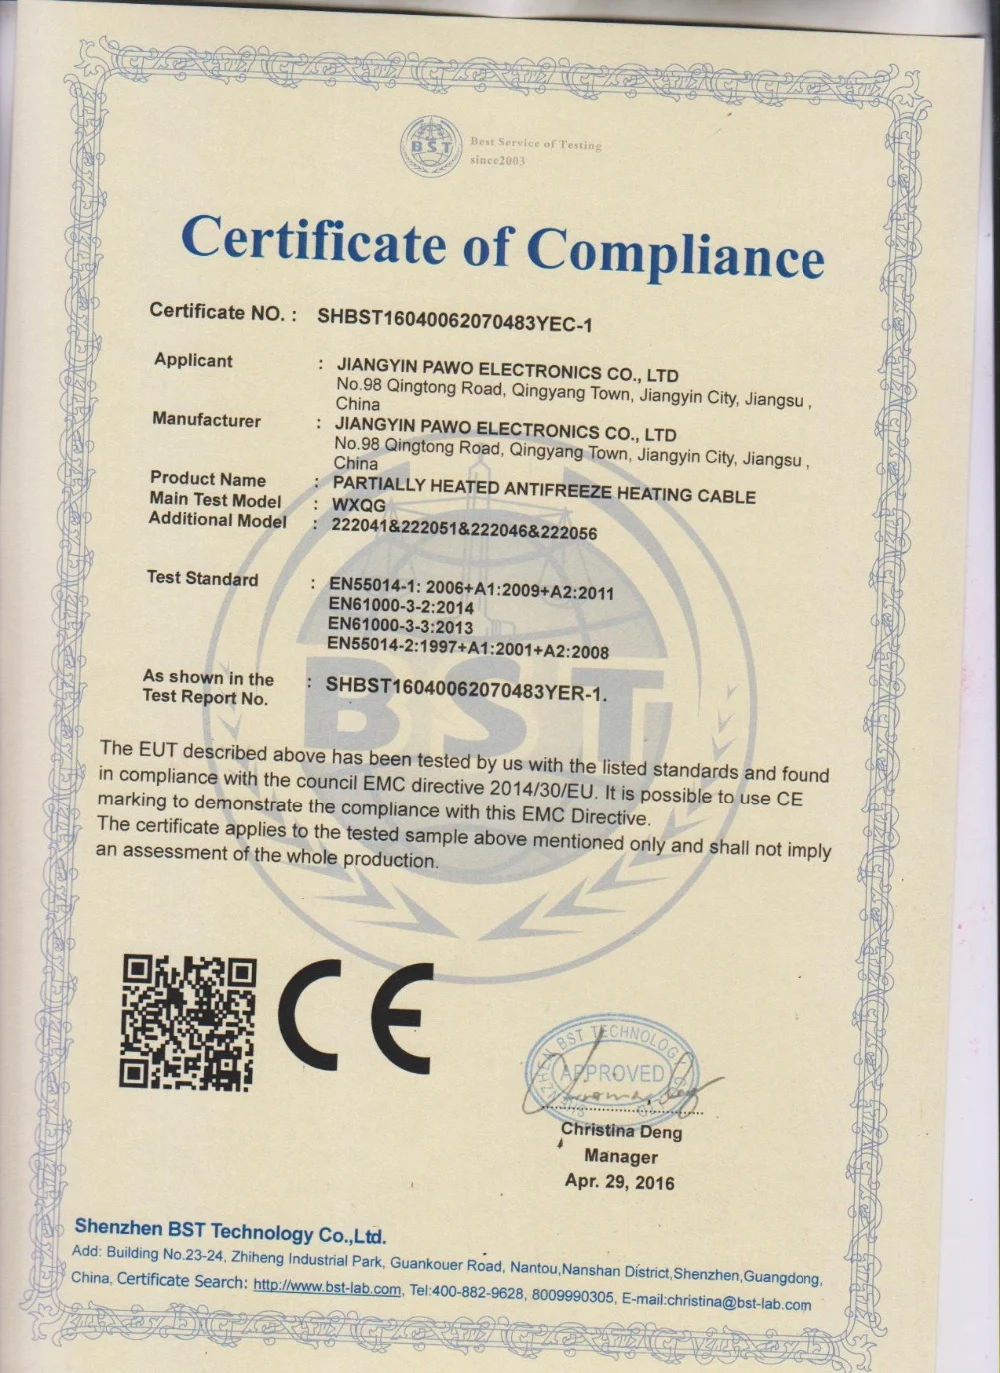 BST
Best Service of Testing
since2003
Certificate of Compliance
Certificate NO. : SHBST16040062070483YEC-1
Applicant : JIANGYIN PAWO ELECTRONICS CO., LTD
No.98 Qingtong Road, Qingyang Town, Jiangyin City, Jiangsu ,
China
Manufacturer : JIANGYIN PAWO ELECTRONICS CO., LTD
No.98 Qingtong Road, Qingyang Town, Jiangyin City, Jiangsu ,
China
Product Name : PARTIALLY HEATED ANTIFREEZE HEATING CABLE
Main Test Model : WXQG
Additional Model : 222041&222051&222046&222056
Test Standard : EN55014-1: 2006+A1:2009+A2:2011
EN61000-3-2:2014
EN61000-3-3:2013
EN55014-2:1997+A1:2001+A2:2008
As shown in the
Test Report No. : SHBST16040062070483YER-1.
BST
The EUT described above has been tested by us with the listed standards and found
in compliance with the council EMC directive 2014/30/EU. It is possible to use CE
marking to demonstrate the compliance with this EMC Directive.
The certificate applies to the tested sample above mentioned only and shall not imply
an assessment of the whole production.
CE
BST TECHNOLOGY
APPROVED
Christina Deng
Manager
Apr. 29, 2016
Shenzhen BST Technology Co.,Ltd.
Add: Building No.23-24, Zhiheng Industrial Park, Guankouer Road, Nantou,Nanshan District,Shenzhen,Guangdong,
China, Certificate Search: http://www.bst-lab.com, Tel:400-882-9628, 8009990305, E-mail:christina@bst-lab.com